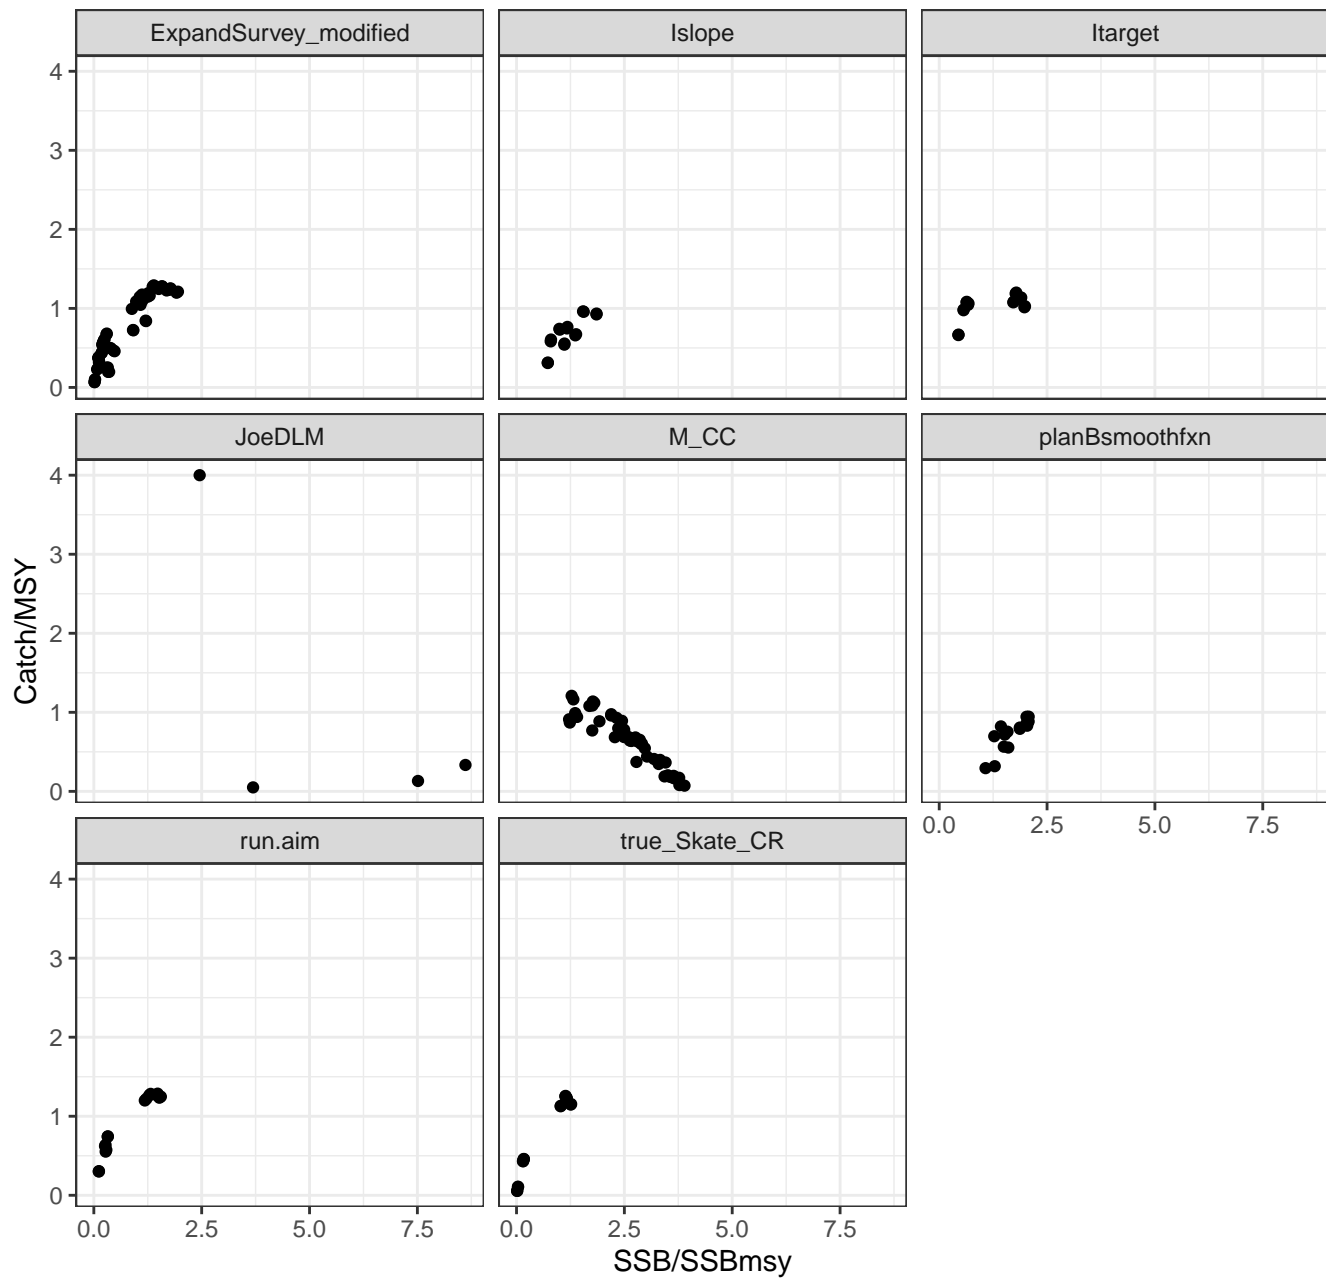 ExpandSurvey_modified
Islope
Itarget
4
3
2
1
0
JoeDLM
M_CC
planBsmoothfxn
4
3
2
1
0
0.0 2.5 5.0 7.5
run.aim
true_Skate_CR
4
3
2
1
0
0.0 2.5 5.0 7.5
0.0 2.5 5.0 7.5
SSB/SSBmsy
Catch/MSY